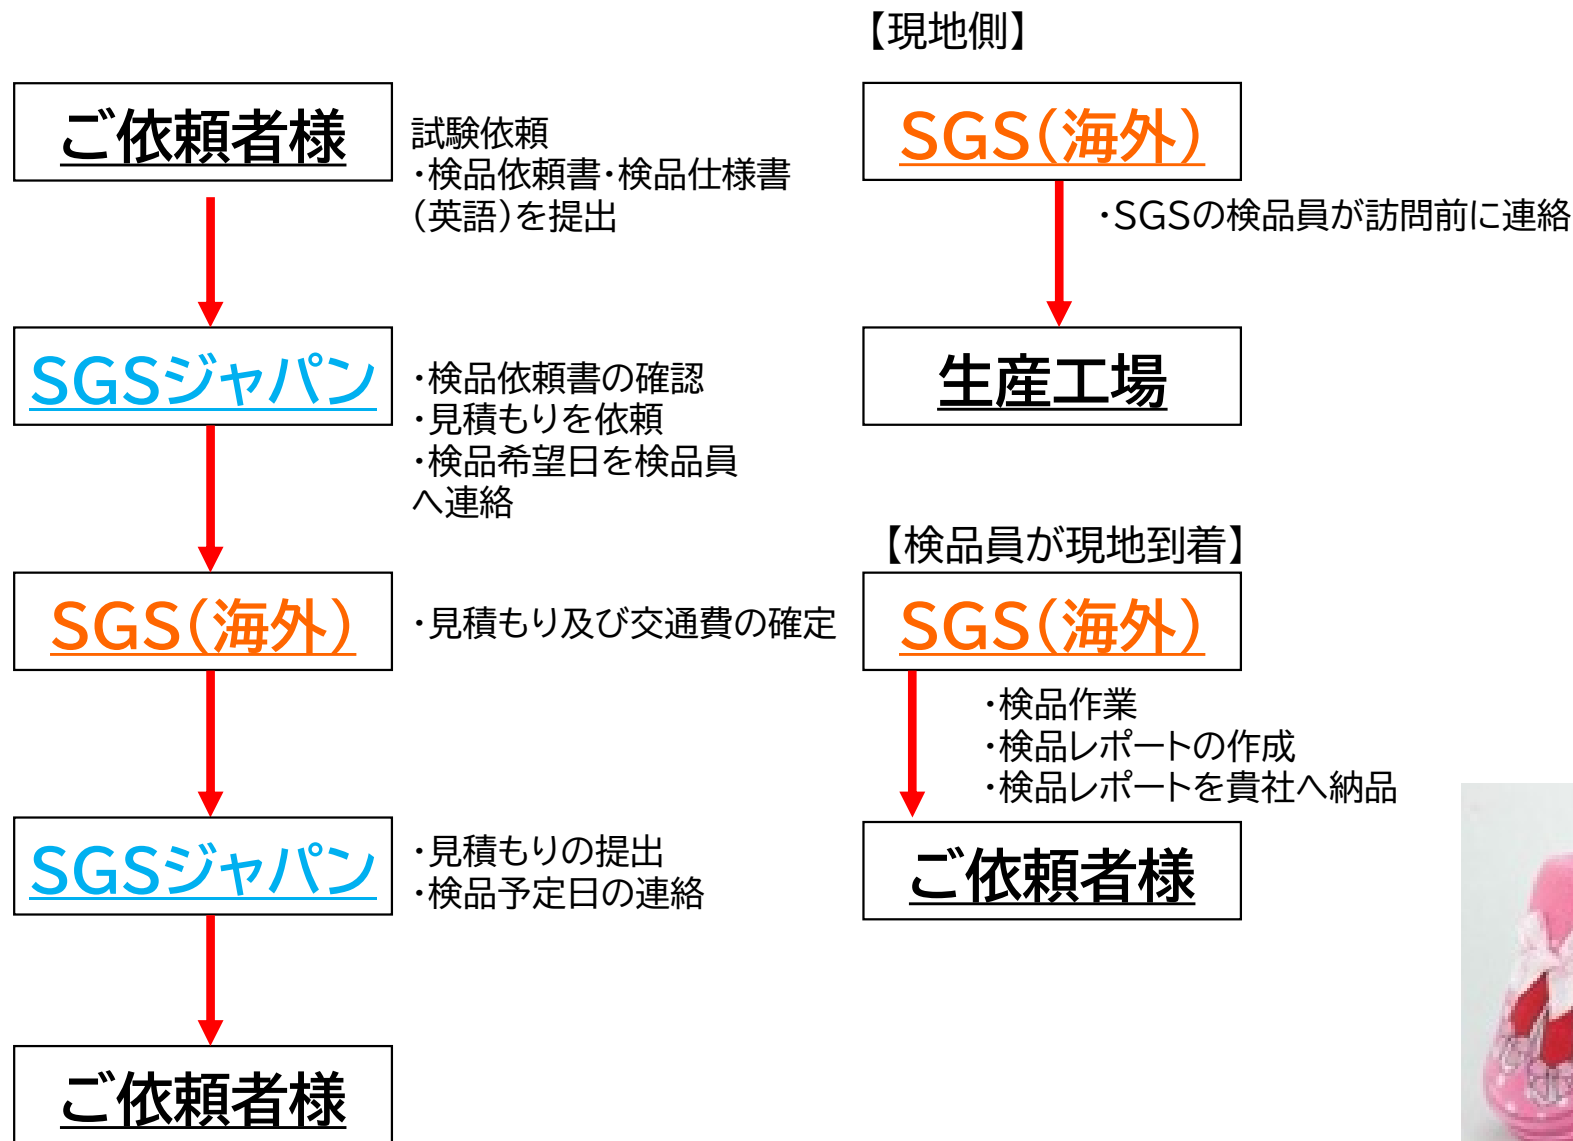 ご依頼者様
試験依頼
・検品依頼書・検品仕様書
（英語）を提出
SGSジャパン
・検品依頼書の確認
・見積もりを依頼
・検品希望日を検品員
へ連絡
SGS（海外）
・見積もり及び交通費の確定
SGSジャパン
・見積もりの提出
・検品予定日の連絡
ご依頼者様
【現地側】
SGS（海外）
・SGSの検品員が訪問前に連絡
生産工場
【検品員が現地到着】
SGS（海外）
・検品作業
・検品レポートの作成
・検品レポートを貴社へ納品
ご依頼者様